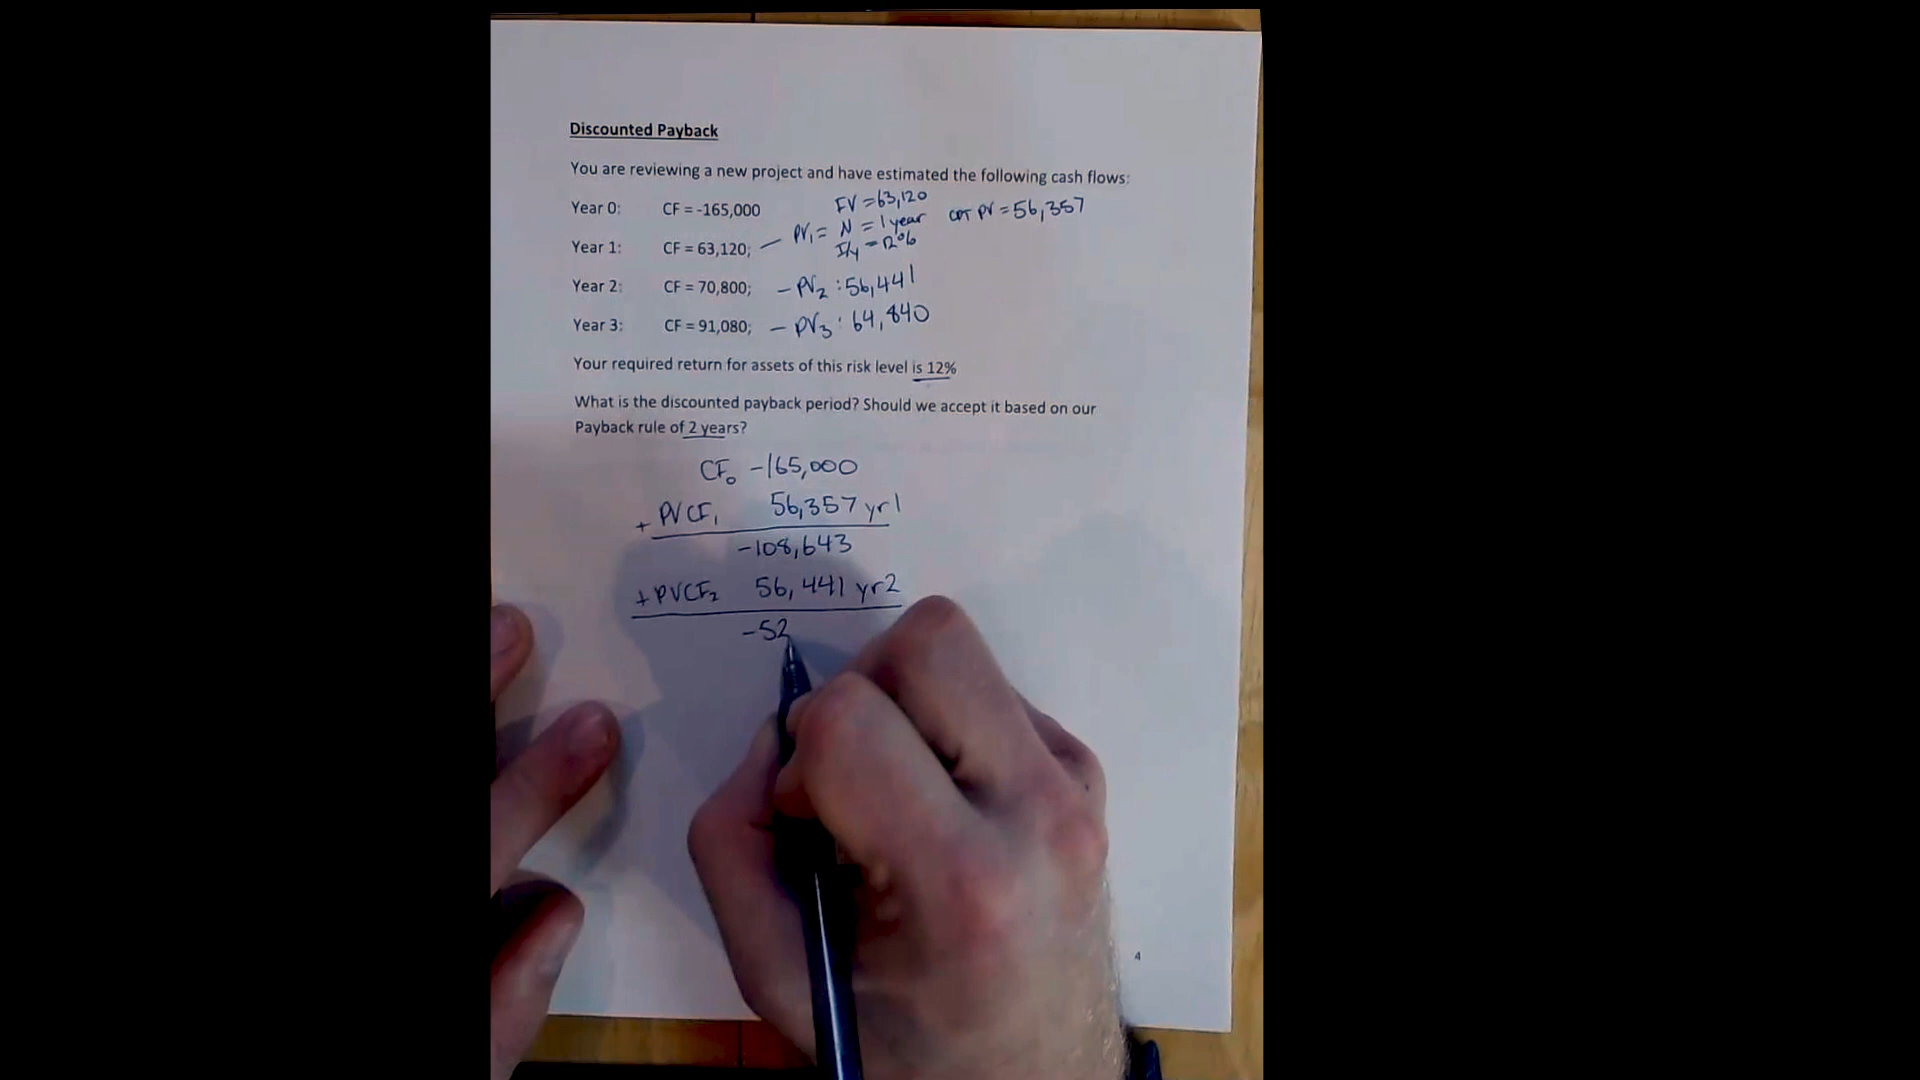 Discounted Payback
You are reviewing a new project and have estimated the following cash flows:
Year 0: CF = -165,000
FV = 63,120
Year 1: CF = 63,120; – PV₁ = N = 1 year CPT PV = 56,357
I/Y = 12%
Year 2: CF = 70,800; – PV₂ : 56,441
Year 3: CF = 91,080; – PV₃ : 64,840
Your required return for assets of this risk level is 12%
What is the discounted payback period? Should we accept it based on our
Payback rule of 2 years?
CF₀ -165,000
+ PVCF₁ 56,357 yr1
-108,643
+ PVCF₂ 56,441 yr2
-52
4